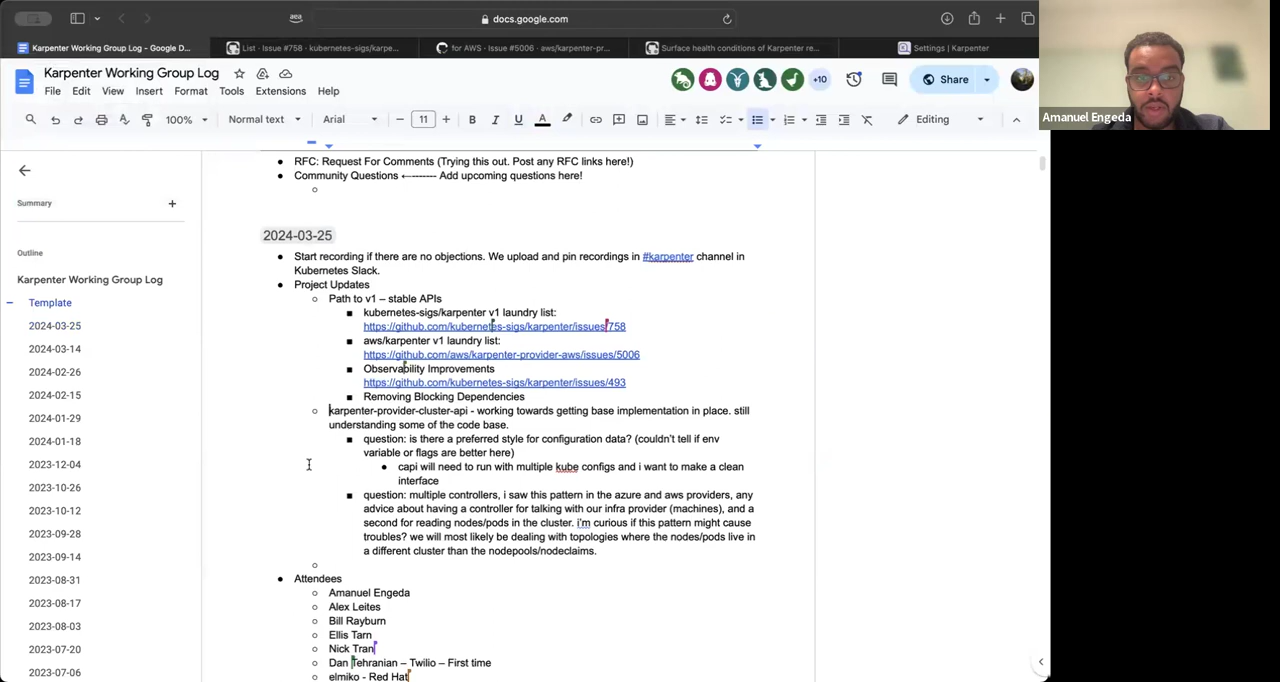 aea
docs.google.com
Karpenter Working Group Log - Google D...
List · Issue #758 · kubernetes-sigs/karpe...
for AWS · Issue #5006 · aws/karpenter-pr...
Surface health conditions of Karpenter re...
Settings | Karpenter
Karpenter Working Group Log
File Edit View Insert Format Tools Extensions Help
+10
Share
100% Normal text Arial 11 Editing
Summary
Outline
Karpenter Working Group Log
Template
2024-03-25
2024-03-14
2024-02-26
2024-02-15
2024-01-29
2024-01-18
2023-12-04
2023-10-26
2023-10-12
2023-09-28
2023-09-14
2023-08-31
2023-08-17
2023-08-03
2023-07-20
2023-07-06
RFC: Request For Comments (Trying this out. Post any RFC links here!)
Community Questions ←------- Add upcoming questions here!
2024-03-25
Start recording if there are no objections. We upload and pin recordings in #karpenter channel in
Kubernetes Slack.
Project Updates
Path to v1 – stable APIs
kubernetes-sigs/karpenter v1 laundry list:
https://github.com/kubernetes-sigs/karpenter/issues/758
aws/karpenter v1 laundry list:
https://github.com/aws/karpenter-provider-aws/issues/5006
Observability Improvements
https://github.com/kubernetes-sigs/karpenter/issues/493
Removing Blocking Dependencies
karpenter-provider-cluster-api - working towards getting base implementation in place. still
understanding some of the code base.
question: is there a preferred style for configuration data? (couldn't tell if env
variable or flags are better here)
capi will need to run with multiple kube configs and i want to make a clean
interface
question: multiple controllers, i saw this pattern in the azure and aws providers, any
advice about having a controller for talking with our infra provider (machines), and a
second for reading nodes/pods in the cluster. i'm curious if this pattern might cause
troubles? we will most likely be dealing with topologies where the nodes/pods live in
a different cluster than the nodepools/nodeclaims.
Attendees
Amanuel Engeda
Alex Leites
Bill Rayburn
Ellis Tarn
Nick Tran
Dan Tehranian – Twilio – First time
elmiko - Red Hat
Amanuel Engeda